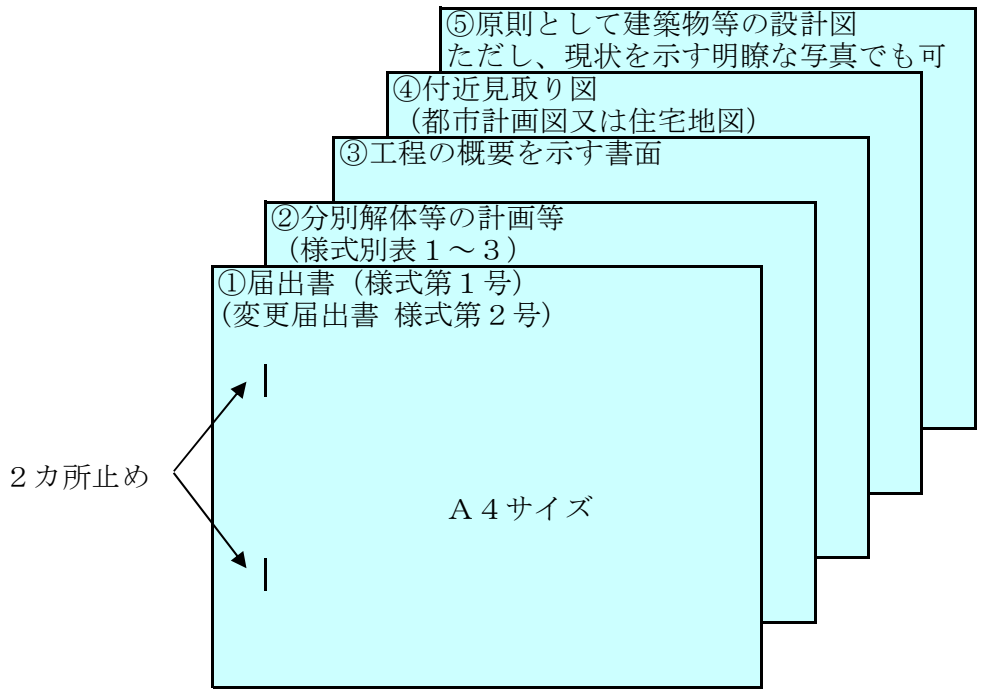 ⑤原則として建築物等の設計図
ただし、現状を示す明瞭な写真でも可
④付近見取り図
（都市計画図又は住宅地図）
③工程の概要を示す書面
②分別解体等の計画等
（様式別表１～３）
①届出書（様式第１号）
（変更届出書 様式第２号）
２カ所止め
Ａ４サイズ